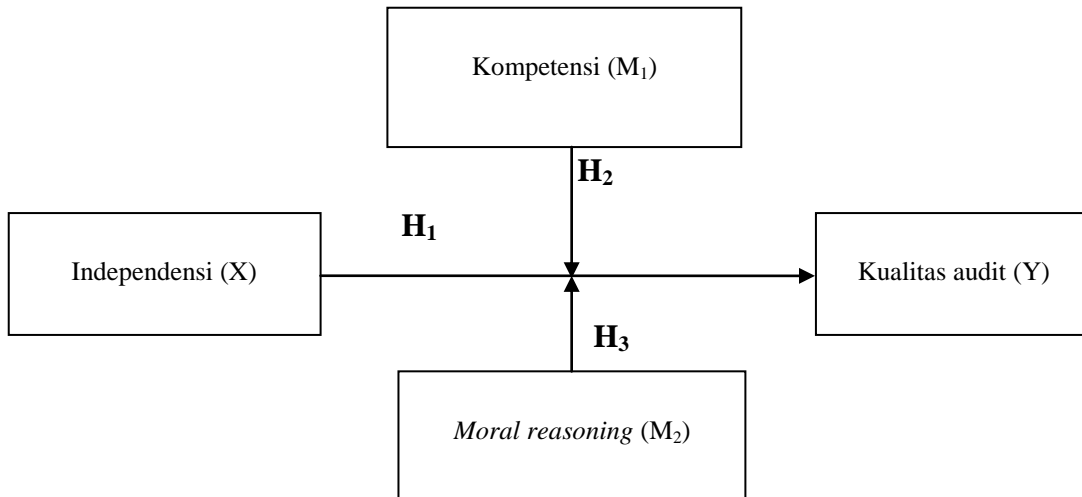 Kompetensi (M₁)
H₂
H₁
Independensi (X)
Kualitas audit (Y)
H₃
Moral reasoning (M₂)